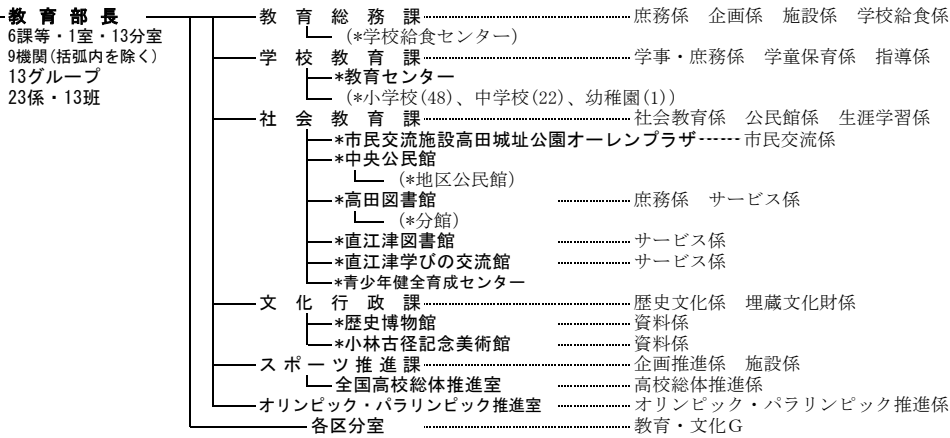 教育部長 教育総務課 庶務係 企画係 施設係 学校給食係
6課等・1室・13分室 (*学校給食センター)
9機関(括弧内を除く) 学校教育課 学事・庶務係 学童保育係 指導係
13グループ *教育センター
23係・13班 (*小学校(48)、中学校(22)、幼稚園(1))
社会教育課 社会教育係 公民館係 生涯学習係
*市民交流施設高田城址公園オーレンプラザ 市民交流係
*中央公民館
(*地区公民館)
*高田図書館 庶務係 サービス係
(*分館)
*直江津図書館 サービス係
*直江津学びの交流館 サービス係
*青少年健全育成センター
文化行政課 歴史文化係 埋蔵文化財係
*歴史博物館 資料係
*小林古径記念美術館 資料係
スポーツ推進課 企画推進係 施設係
全国高校総体推進室 高校総体推進係
オリンピック・パラリンピック推進室 オリンピック・パラリンピック推進係
各区分室 教育・文化G